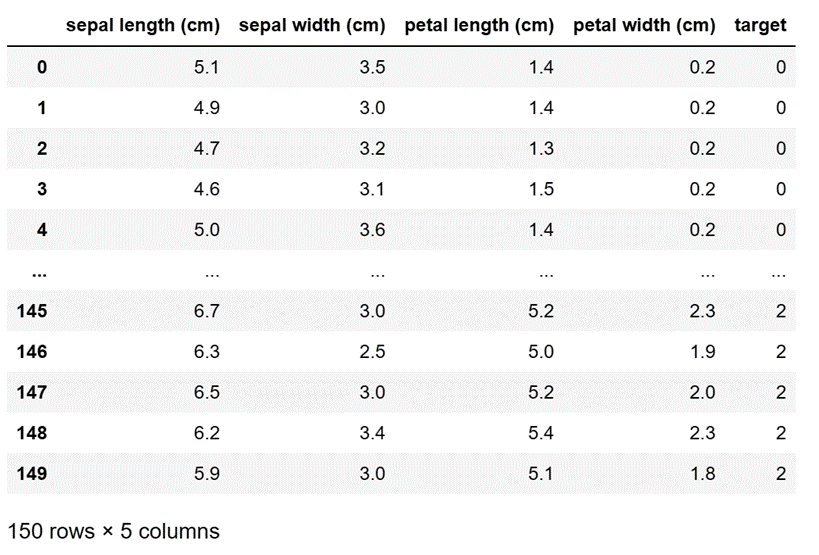 sepal length (cm) sepal width (cm) petal length (cm) petal width (cm) target
0 5.1 3.5 1.4 0.2 0
1 4.9 3.0 1.4 0.2 0
2 4.7 3.2 1.3 0.2 0
3 4.6 3.1 1.5 0.2 0
4 5.0 3.6 1.4 0.2 0
... ... ... ... ... ...
145 6.7 3.0 5.2 2.3 2
146 6.3 2.5 5.0 1.9 2
147 6.5 3.0 5.2 2.0 2
148 6.2 3.4 5.4 2.3 2
149 5.9 3.0 5.1 1.8 2
150 rows × 5 columns